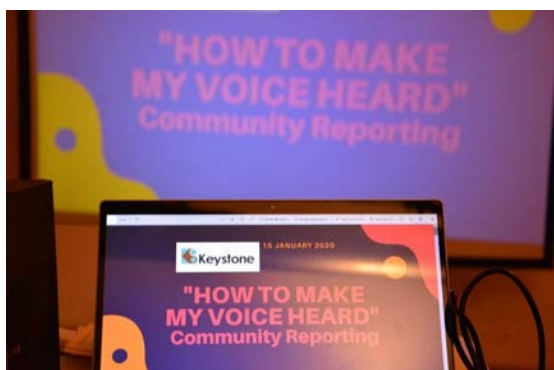 "HOW TO MAKE
MY VOICE HEARD"
Community Reporting
Keystone
15 JANUARY 2020
"HOW TO MAKE
MY VOICE HEARD"
Community Reporting